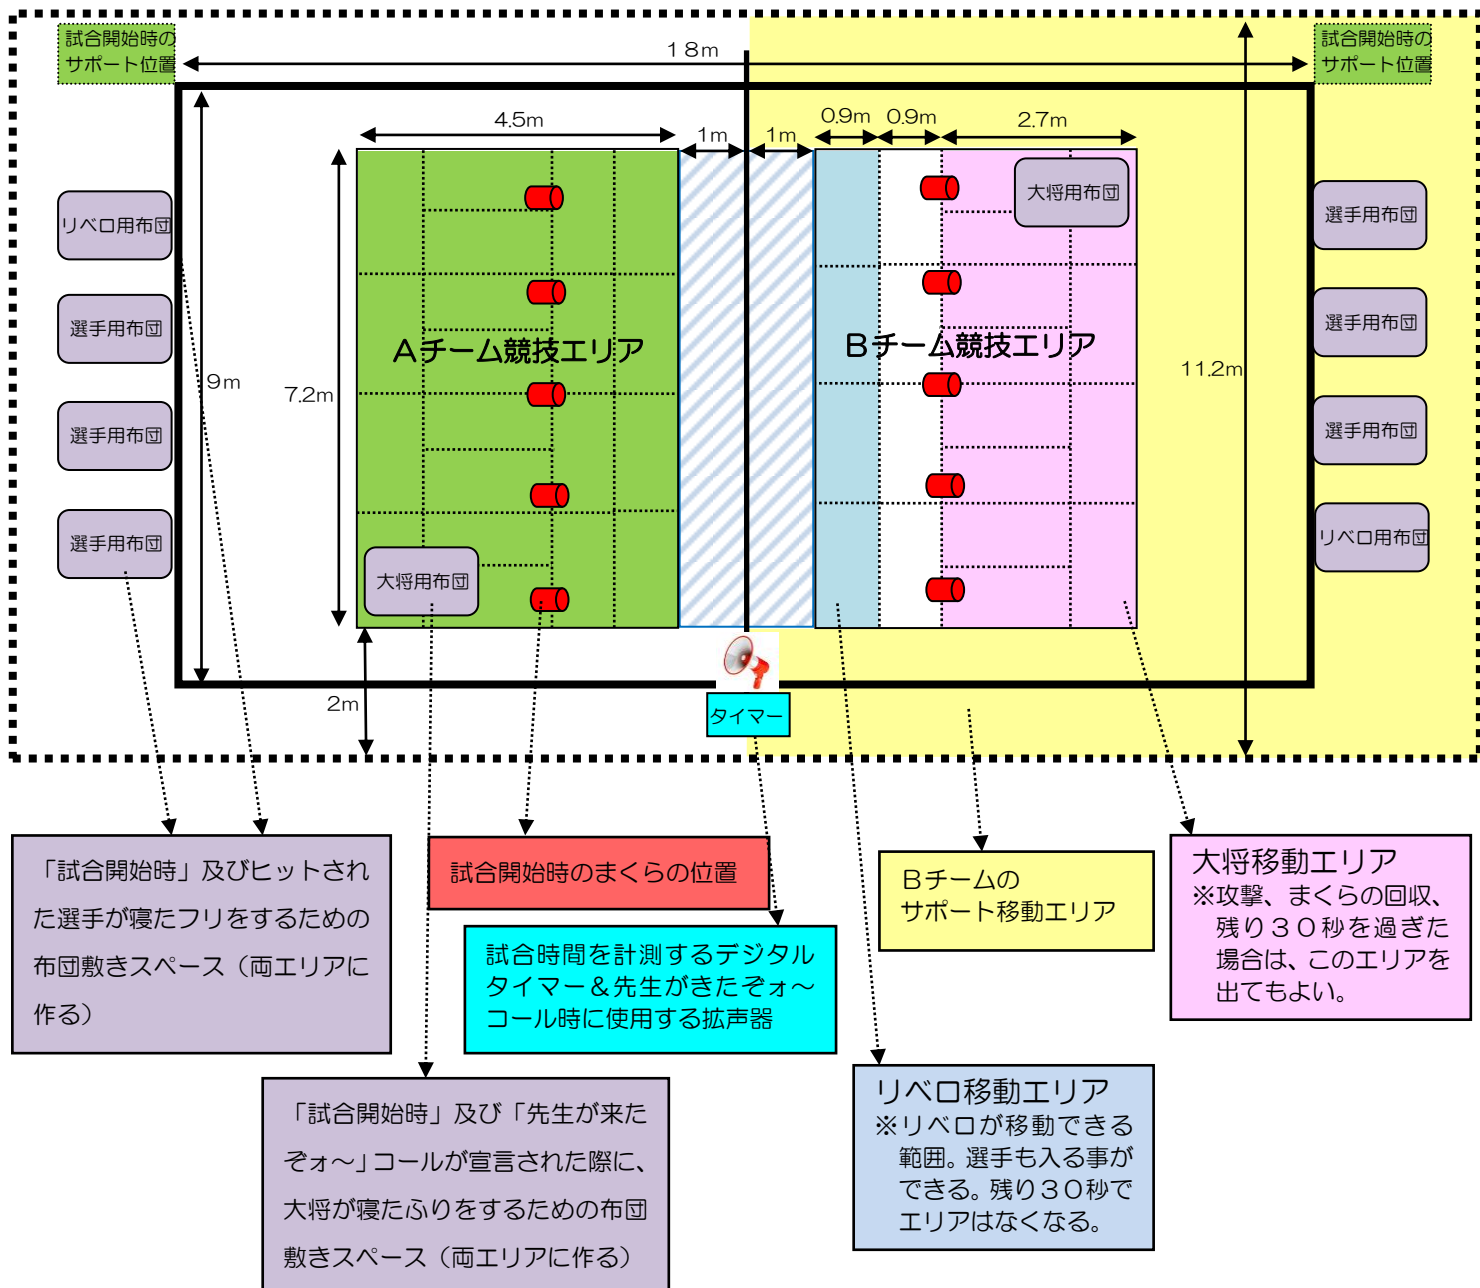 試合開始時の
サポート位置
18m
試合開始時の
サポート位置
4.5m
1m
1m
0.9m
0.9m
2.7m
大将用布団
リベロ用布団
選手用布団
選手用布団
選手用布団
9m
7.2m
Aチーム競技エリア
Bチーム競技エリア
11.2m
選手用布団
選手用布団
選手用布団
リベロ用布団
大将用布団
2m
タイマー
「試合開始時」及びヒットされ
た選手が寝たフリをするための
布団敷きスペース（両エリアに
作る）
試合開始時のまくらの位置
試合時間を計測するデジタル
タイマー＆先生がきたぞォ～
コール時に使用する拡声器
Bチームの
サポート移動エリア
大将移動エリア
※攻撃、まくらの回収、
残り３０秒を過ぎた
場合は、このエリアを
出てもよい。
「試合開始時」及び「先生が来た
ぞォ～」コールが宣言された際に、
大将が寝たふりをするための布団
敷きスペース（両エリアに作る）
リベロ移動エリア
※リベロが移動できる
範囲。選手も入る事が
できる。残り３０秒で
エリアはなくなる。